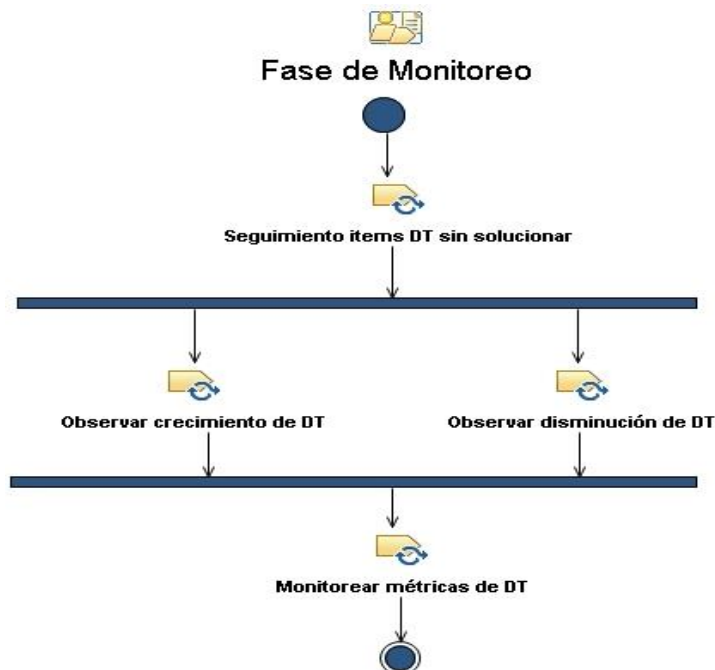 Fase de Monitoreo
Seguimiento items DT sin solucionar
Observar crecimiento de DT
Observar disminución de DT
Monitorear métricas de DT